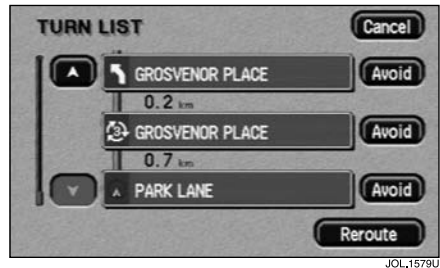 TURN LIST
Cancel
GROSVENOR PLACE
Avoid
0.2 km
3
GROSVENOR PLACE
Avoid
0.7 km
PARK LANE
Avoid
Reroute
JOL.1579U